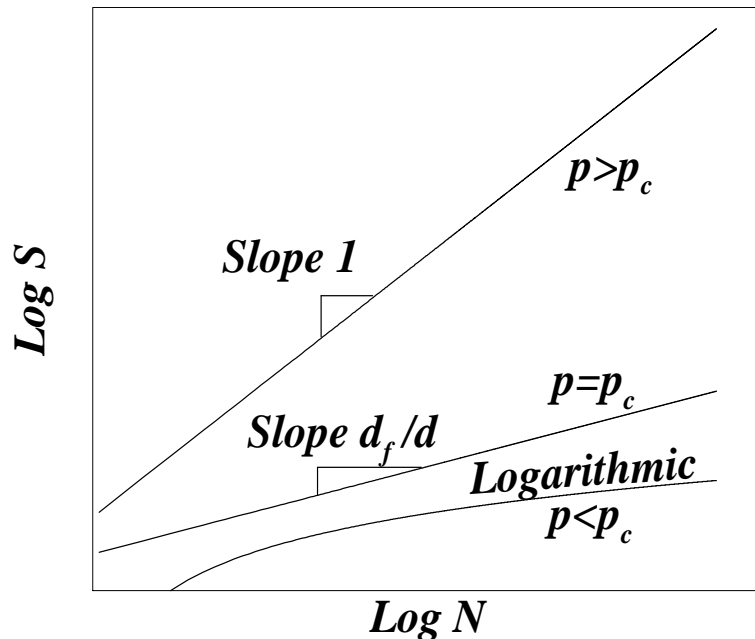 p>p_c
Slope 1
Log S
p=p_c
Slope d_f/d
Logarithmic
p<p_c
Log N